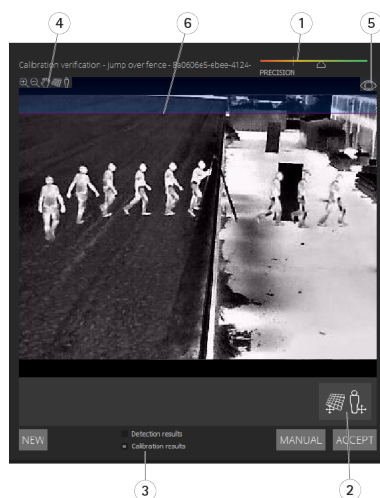 1
6
4
5
Calibration verification - jump over fence - 8a0606e5-ebee-4124-
PRECISION
NEW
Detection results
Calibration results
MANUAL
ACCEPT
3
2